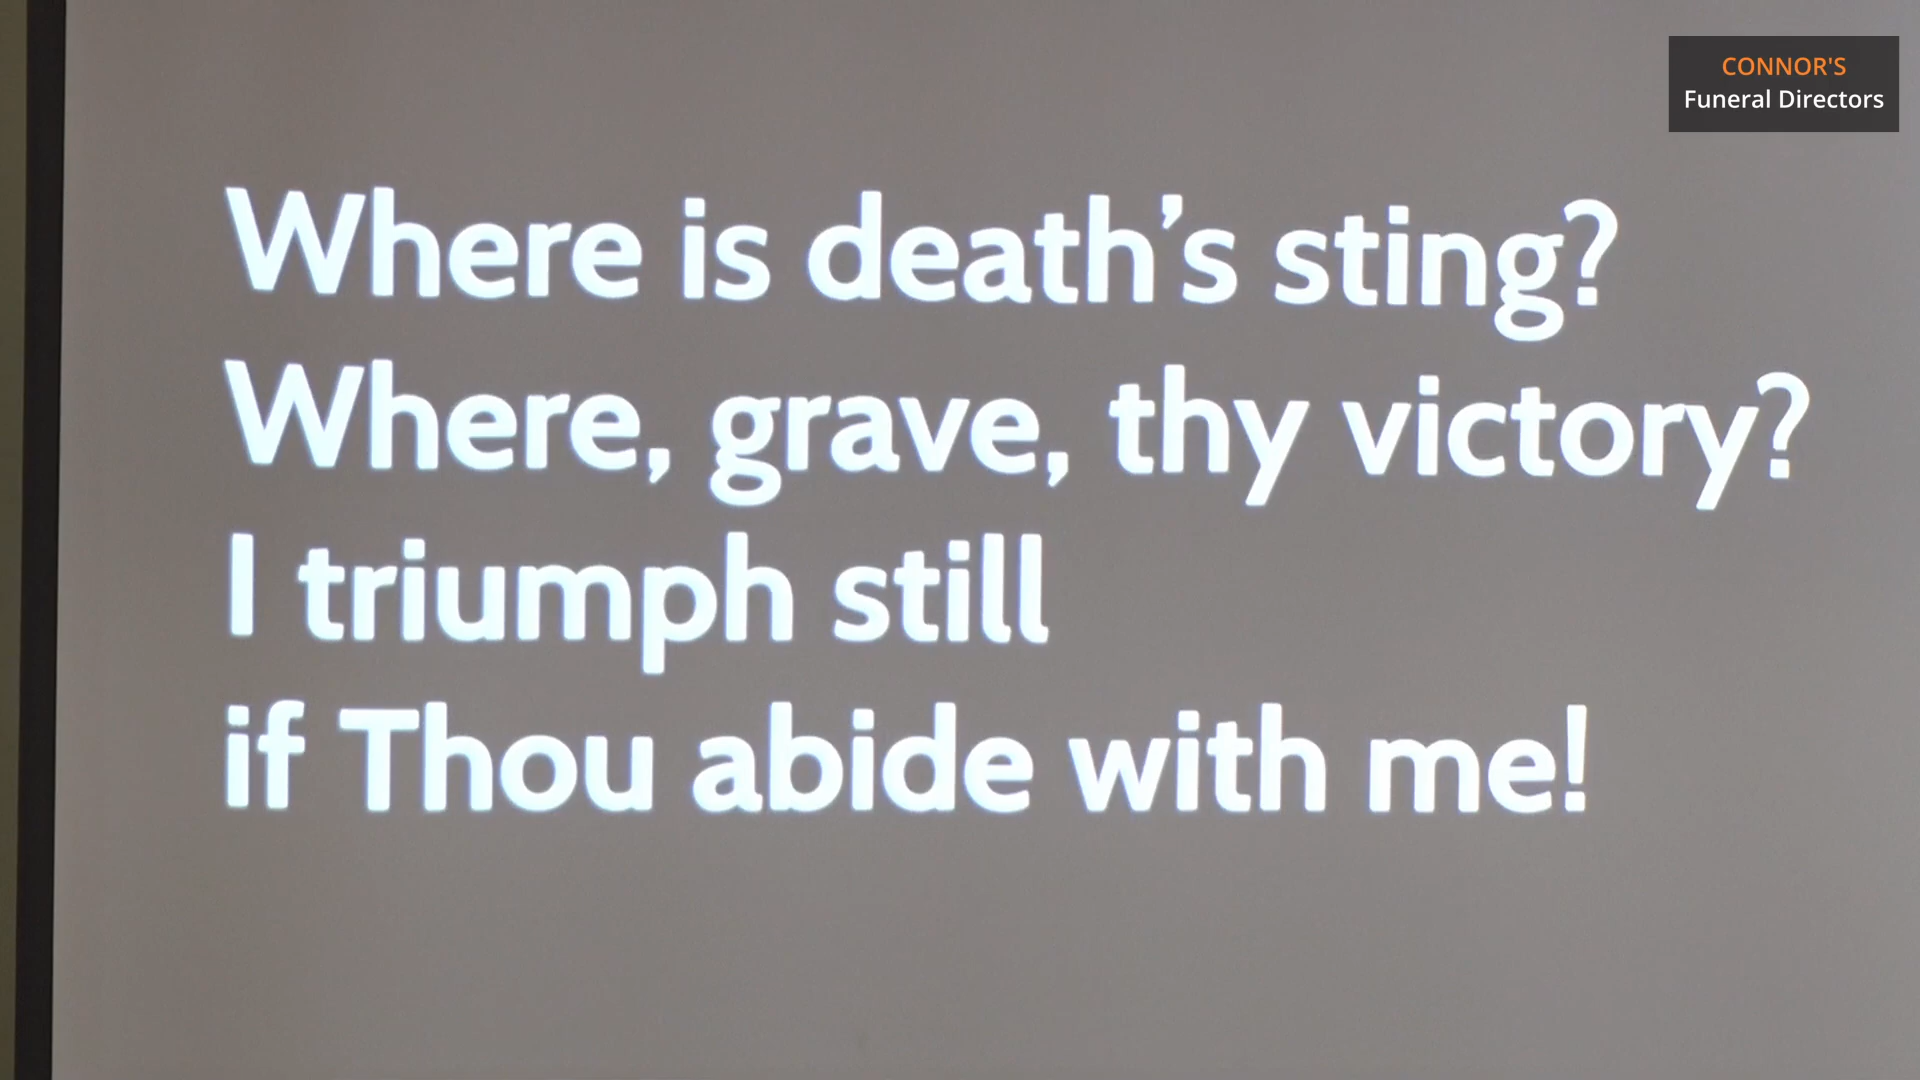 CONNOR'S
Funeral Directors
Where is death’s sting?
Where, grave, thy victory?
I triumph still
if Thou abide with me!